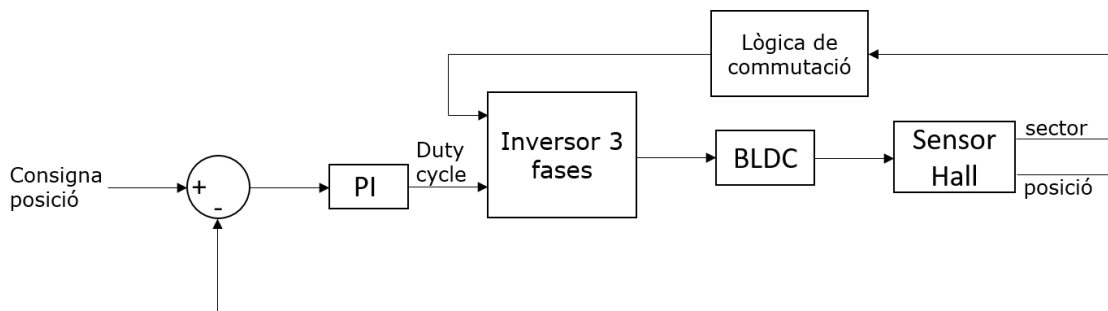 Lògica de
commutació
Inversor 3
fases
Duty
cycle
Consigna
posició
+
-
PI
BLDC
Sensor
Hall
sector
posició